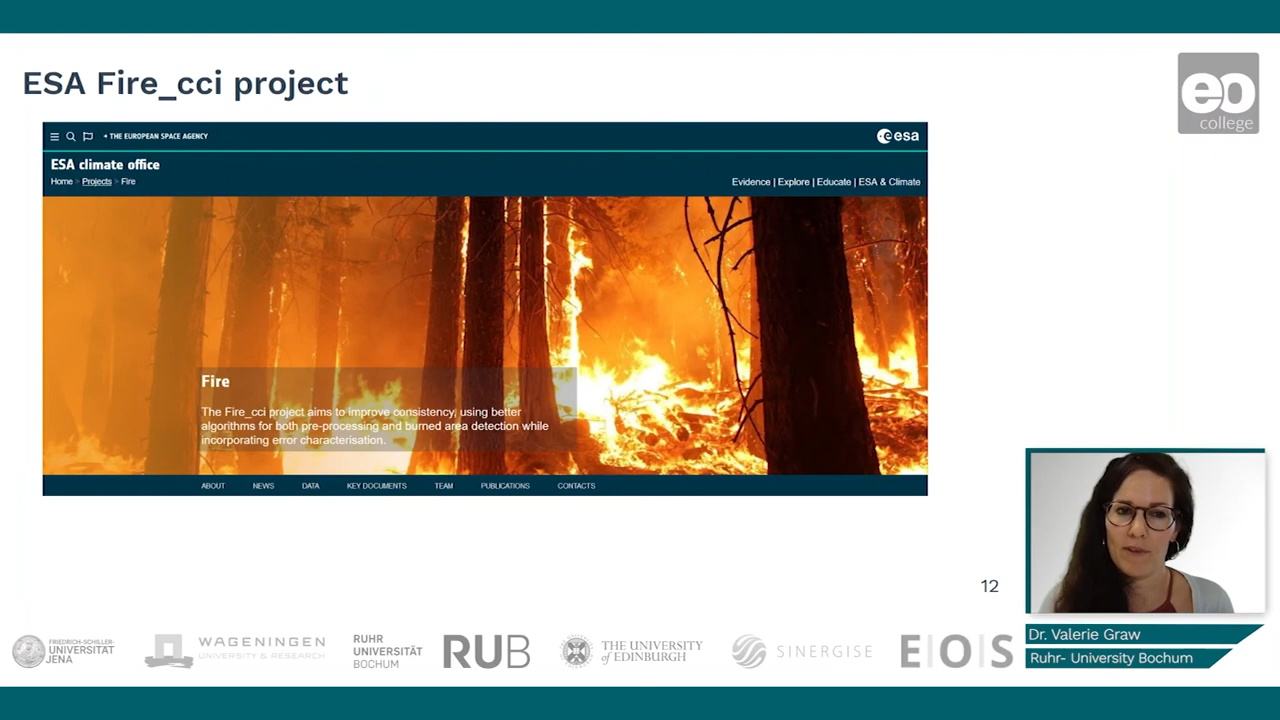 ESA Fire_cci project
eo
college
THE EUROPEAN SPACE AGENCY
esa
ESA climate office
Home > Projects > Fire
Evidence | Explore | Educate | ESA & Climate
Fire
The Fire_cci project aims to improve consistency, using better
algorithms for both pre-processing and burned area detection while
incorporating error characterisation.
ABOUT NEWS DATA KEY DOCUMENTS TEAM PUBLICATIONS CONTACTS
12
Dr. Valerie Graw
Ruhr- University Bochum
FRIEDRICH-SCHILLER-
UNIVERSITÄT
JENA
WAGENINGEN
UNIVERSITY & RESEARCH
RUHR
UNIVERSITÄT
BOCHUM
RUB
THE UNIVERSITY
of EDINBURGH
SINERGISE
E|O|S